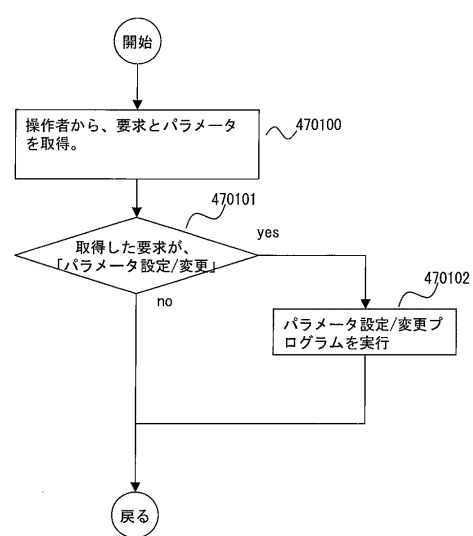 開始
操作者から、要求とパラメータ
を取得。
470100
470101
取得した要求が、
「パラメータ設定/変更」
yes
no
470102
パラメータ設定/変更プ
ログラムを実行
戻る